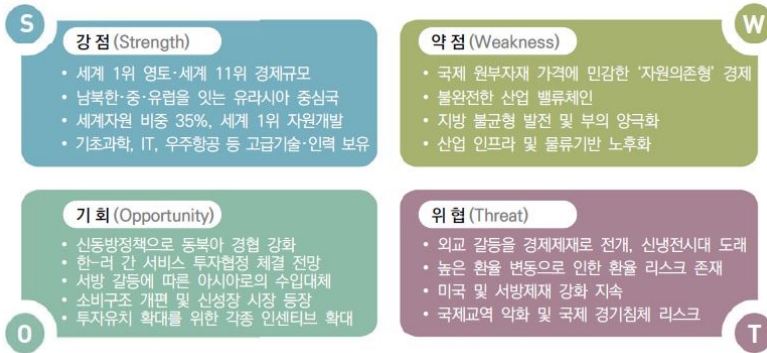 S
강점(Strength)
• 세계 1위 영토·세계 11위 경제규모
• 남북한·중·유럽을 잇는 유라시아 중심국
• 세계자원 비중 35%, 세계 1위 자원개발
• 기초과학, IT, 우주항공 등 고급기술·인력 보유
W
약점(Weakness)
• 국제 원부자재 가격에 민감한 '자원의존형' 경제
• 불완전한 산업 밸류체인
• 지방 불균형 발전 및 부의 양극화
• 산업 인프라 및 물류기반 노후화
기회(Opportunity)
• 신동방정책으로 동북아 경협 강화
• 한-러 간 서비스 투자협정 체결 전망
• 서방 갈등에 따른 아시아로의 수입대체
• 소비구조 개편 및 신성장 시장 등장
• 투자유치 확대를 위한 각종 인센티브 확대
O
위협(Threat)
• 외교 갈등을 경제제재로 전개, 신냉전시대 도래
• 높은 환율 변동으로 인한 환율 리스크 존재
• 미국 및 서방제재 강화 지속
• 국제교역 악화 및 국제 경기침체 리스크
T